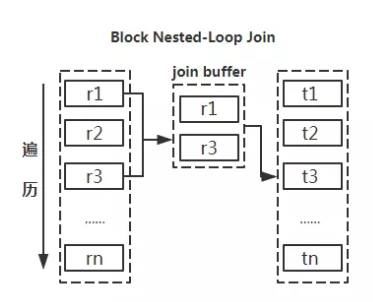 Block Nested-Loop Join
join buffer
遍
历
r1
r2
r3
......
rn
r1
r3
t1
t2
t3
......
tn